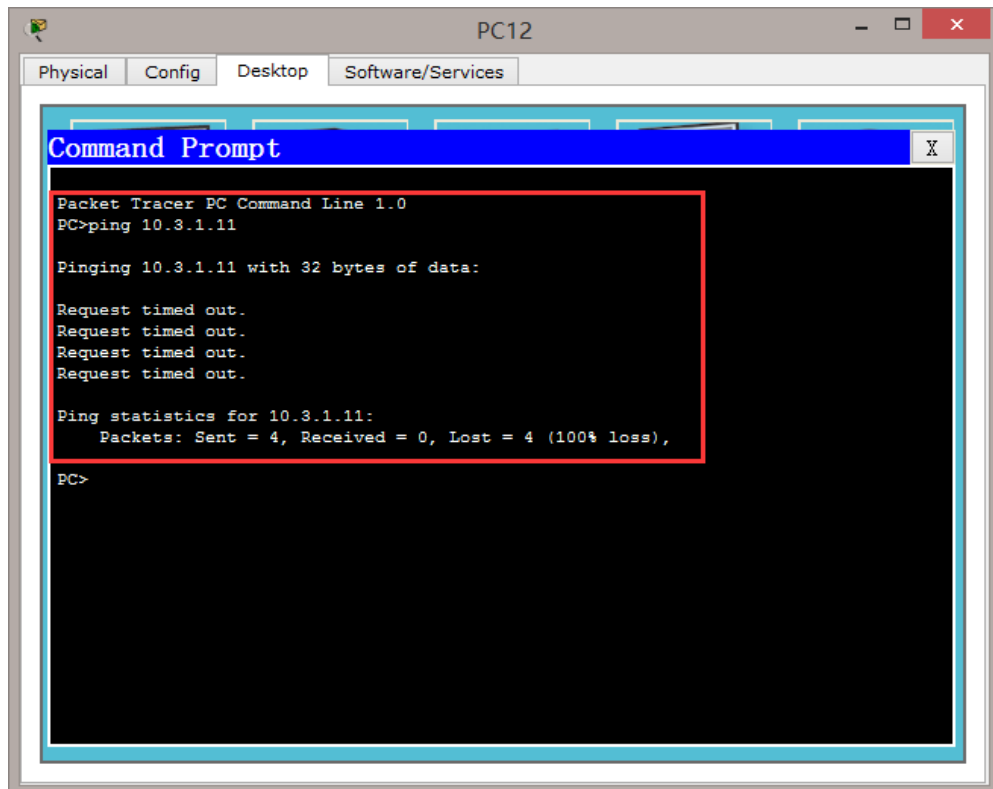 PC12
Physical Config Desktop Software/Services
Command Prompt X
Packet Tracer PC Command Line 1.0
PC>ping 10.3.1.11
Pinging 10.3.1.11 with 32 bytes of data:
Request timed out.
Request timed out.
Request timed out.
Request timed out.
Ping statistics for 10.3.1.11:
    Packets: Sent = 4, Received = 0, Lost = 4 (100% loss),
PC>